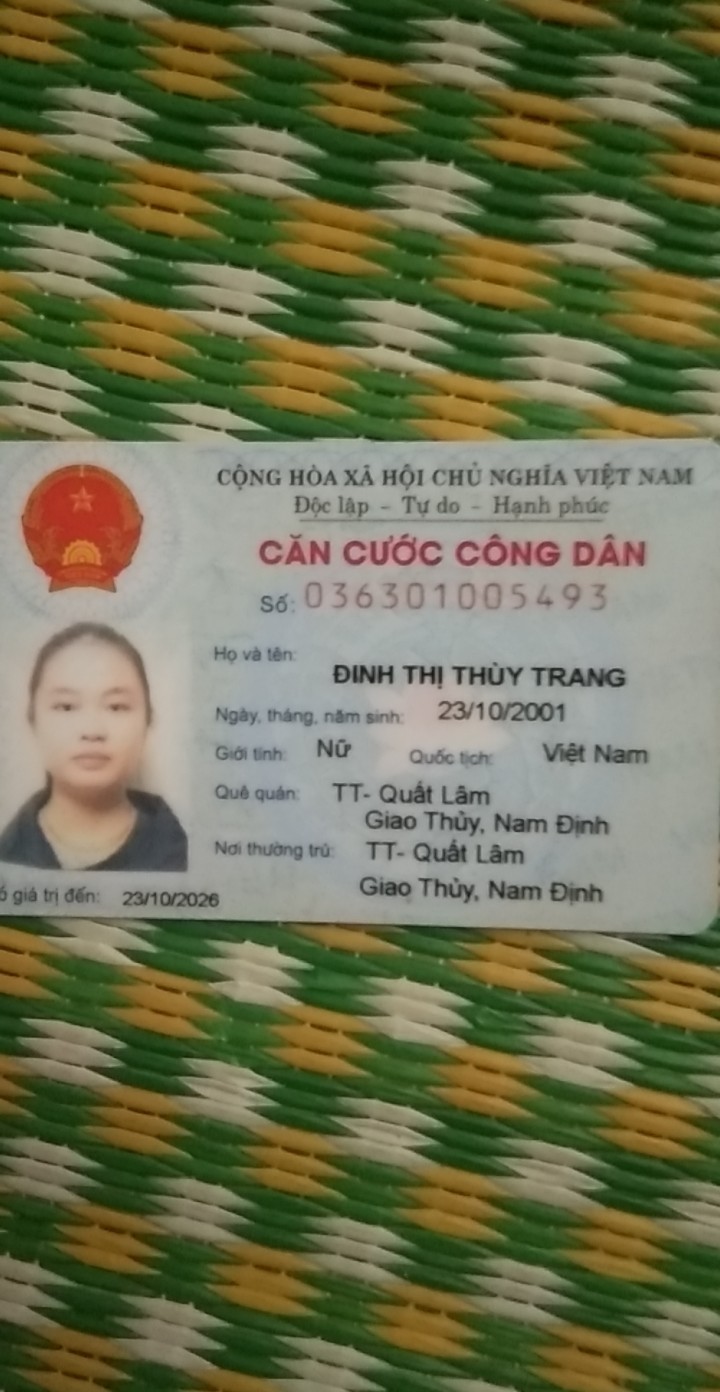 CỘNG HÒA XÃ HỘI CHỦ NGHĨA VIỆT NAM
Độc lập - Tự do - Hạnh phúc
CĂN CƯỚC CÔNG DÂN
Số: 036301005493
Họ và tên:
ĐINH THỊ THÙY TRANG
Ngày, tháng, năm sinh: 23/10/2001
Giới tính: Nữ Quốc tịch: Việt Nam
Quê quán: TT- Quất Lâm
Giao Thủy, Nam Định
Nơi thường trú: TT- Quất Lâm
Giao Thủy, Nam Định
ó giá trị đến: 23/10/2026